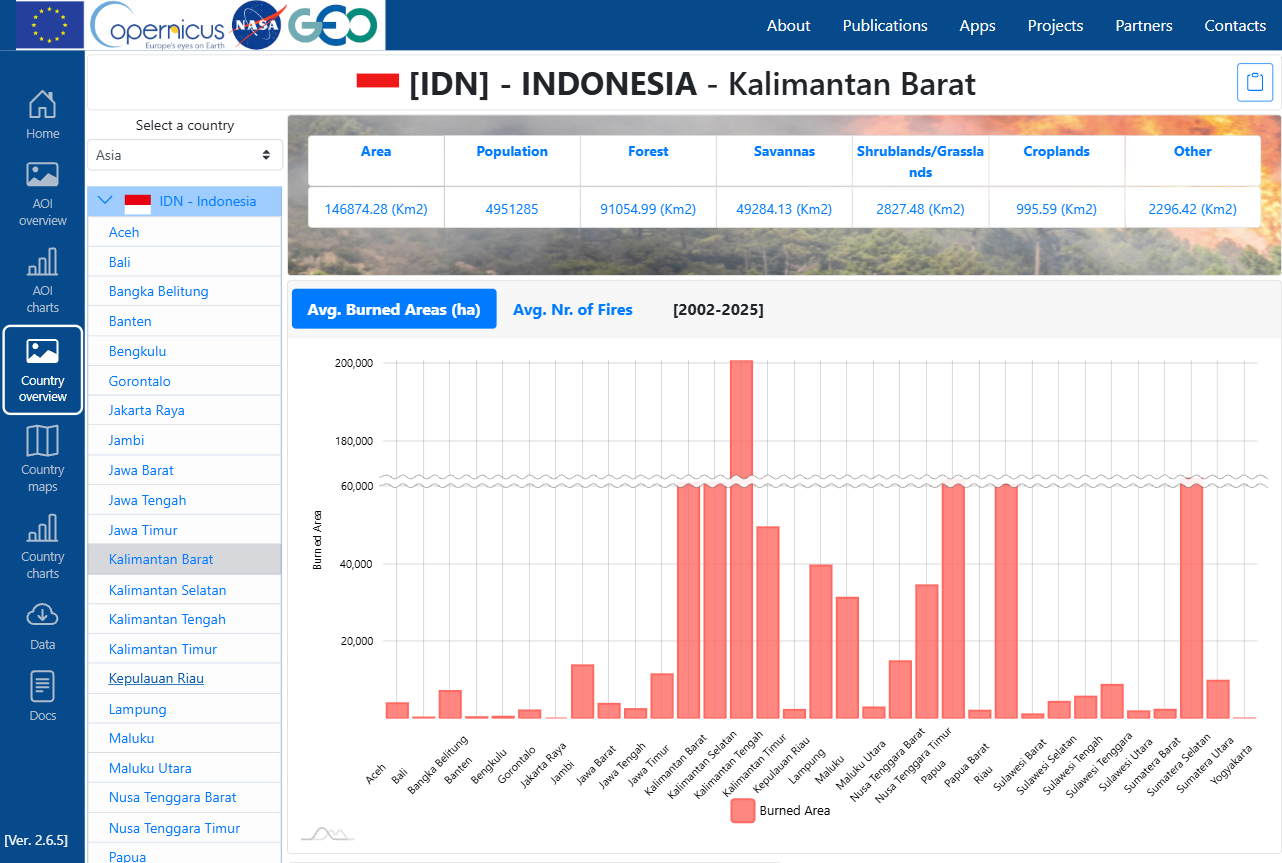 opernicus
Europe's eyes on Earth
NASA
GEO
About
Publications
Apps
Projects
Partners
Contacts
[IDN] - INDONESIA - Kalimantan Barat
Home
AOI
overview
AOI
charts
Country
overview
Country
maps
Country
charts
Data
Docs
[Ver. 2.6.5]
Select a country
Asia
IDN - Indonesia
Aceh
Bali
Bangka Belitung
Banten
Bengkulu
Gorontalo
Jakarta Raya
Jambi
Jawa Barat
Jawa Tengah
Jawa Timur
Kalimantan Barat
Kalimantan Selatan
Kalimantan Tengah
Kalimantan Timur
Kepulauan Riau
Lampung
Maluku
Maluku Utara
Nusa Tenggara Barat
Nusa Tenggara Timur
Papua
Area Population Forest Savannas Shrublands/Grassla Croplands Other
nds
146874.28 (Km2) 4951285 91054.99 (Km2) 49284.13 (Km2) 2827.48 (Km2) 995.59 (Km2) 2296.42 (Km2)
Avg. Burned Areas (ha) Avg. Nr. of Fires [2002-2025]
200,000
180,000
60,000
40,000
20,000
Burned Area
Aceh
Bali
Bangka Belitung
Banten
Bengkulu
Gorontalo
Jakarta Raya
Jambi
Jawa Barat
Jawa Tengah
Jawa Timur
Kalimantan Barat
Kalimantan Selatan
Kalimantan Tengah
Kalimantan Timur
Kepulauan Riau
Lampung
Maluku
Maluku Utara
Nusa Tenggara Barat
Nusa Tenggara Timur
Papua
Papua Barat
Riau
Sulawesi Barat
Sulawesi Selatan
Sulawesi Tengah
Sulawesi Tenggara
Sulawesi Utara
Sumatera Barat
Sumatera Selatan
Sumatera Utara
Yogyakarta
Burned Area